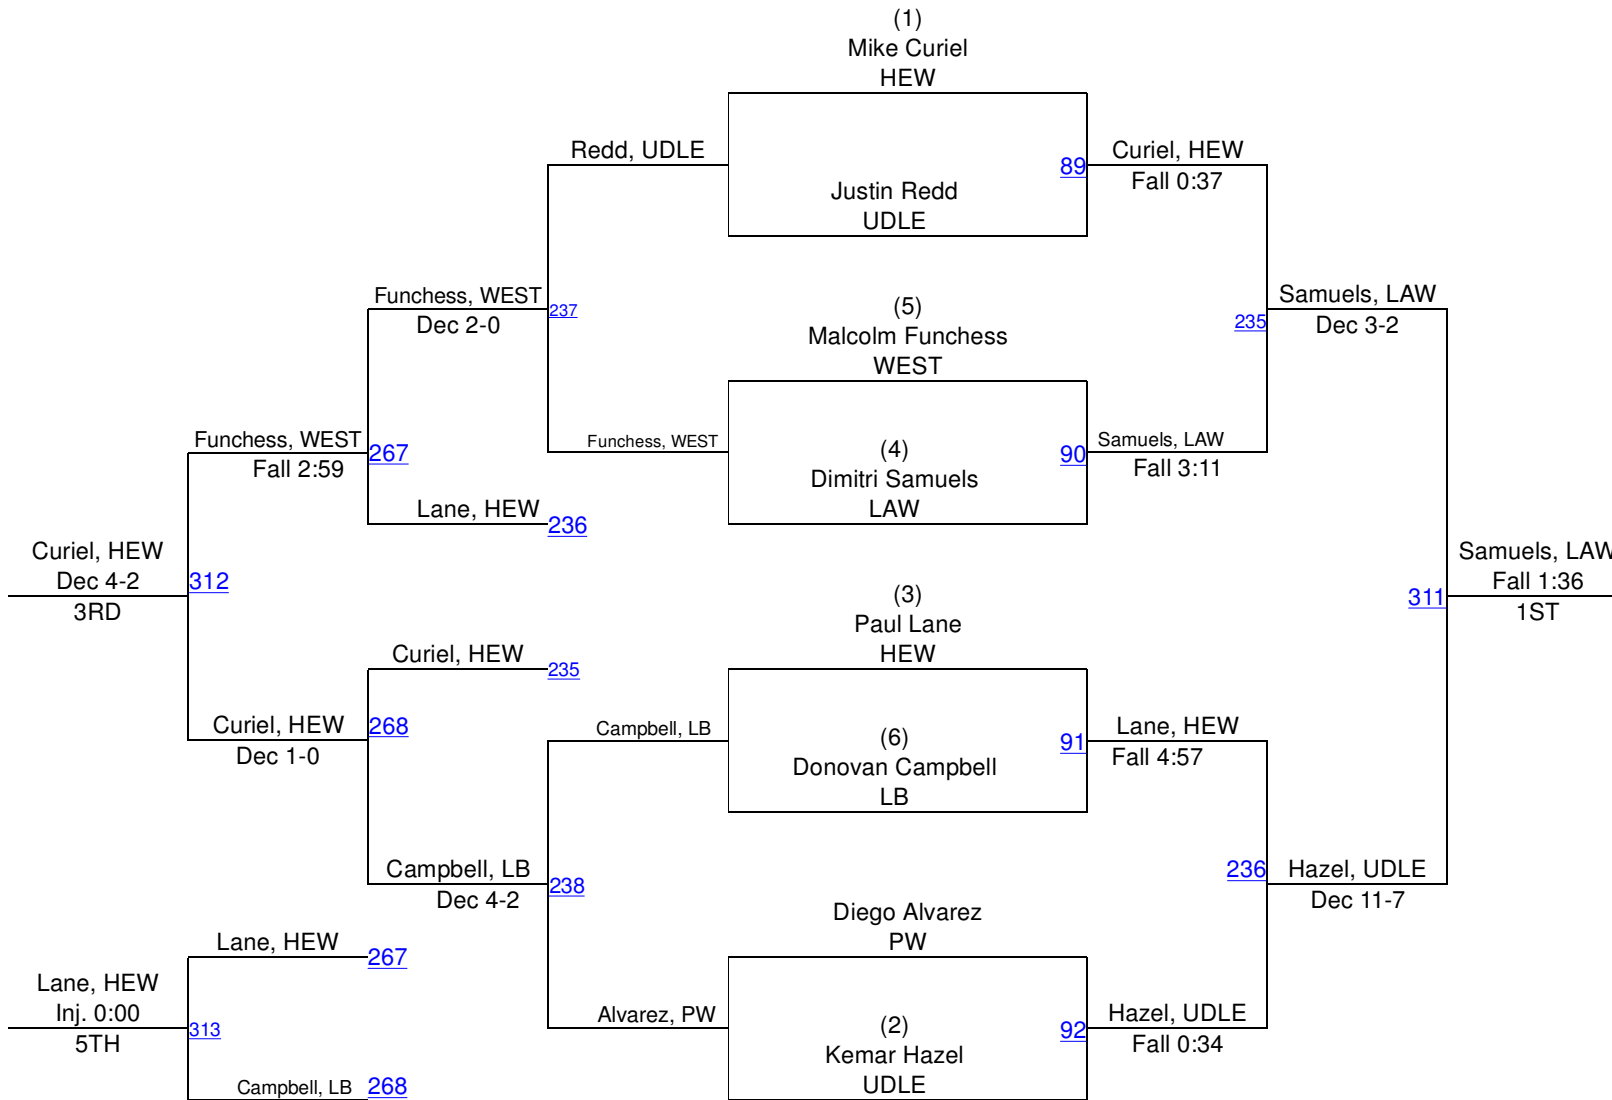 (1)
Mike Curiel
HEW
Redd, UDLE
89
Curiel, HEW
Fall 0:37
Justin Redd
UDLE
Funchess, WEST
Dec 2-0
237
(5)
Malcolm Funchess
WEST
235
Samuels, LAW
Dec 3-2
Funchess, WEST
Fall 2:59
267
Funchess, WEST
(4)
Dimitri Samuels
LAW
90
Samuels, LAW
Fall 3:11
Lane, HEW
236
Curiel, HEW
Dec 4-2
3RD
312
(3)
Paul Lane
HEW
311
Samuels, LAW
Fall 1:36
1ST
Curiel, HEW
235
Curiel, HEW
Dec 1-0
268
Campbell, LB
(6)
Donovan Campbell
LB
91
Lane, HEW
Fall 4:57
Campbell, LB
Dec 4-2
238
236
Hazel, UDLE
Dec 11-7
Diego Alvarez
PW
Lane, HEW
267
Lane, HEW
Inj. 0:00
5TH
313
Alvarez, PW
(2)
Kemar Hazel
UDLE
92
Hazel, UDLE
Fall 0:34
Campbell, LB
268